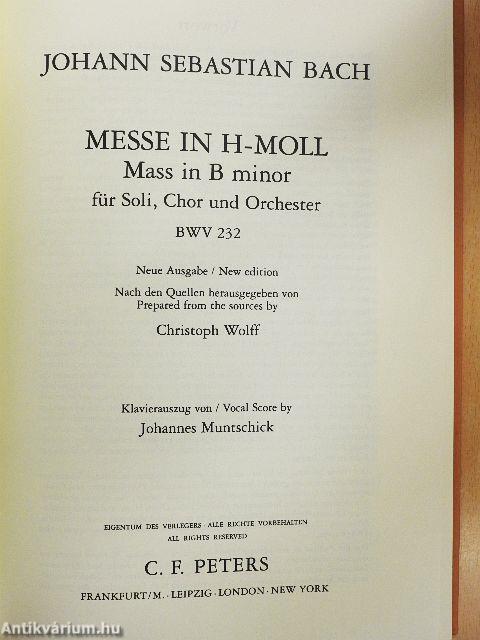 JOHANN SEBASTIAN BACH
MESSE IN H-MOLL
Mass in B minor
für Soli, Chor und Orchester
BWV 232
Neue Ausgabe / New edition
Nach den Quellen herausgegeben von
Prepared from the sources by
Christoph Wolff
Klavierauszug von / Vocal Score by
Johannes Muntschick
EIGENTUM DES VERLEGERS · ALLE RECHTE VORBEHALTEN
ALL RIGHTS RESERVED
C. F. PETERS
FRANKFURT/M. · LEIPZIG · LONDON · NEW YORK
Antikvárium.hu